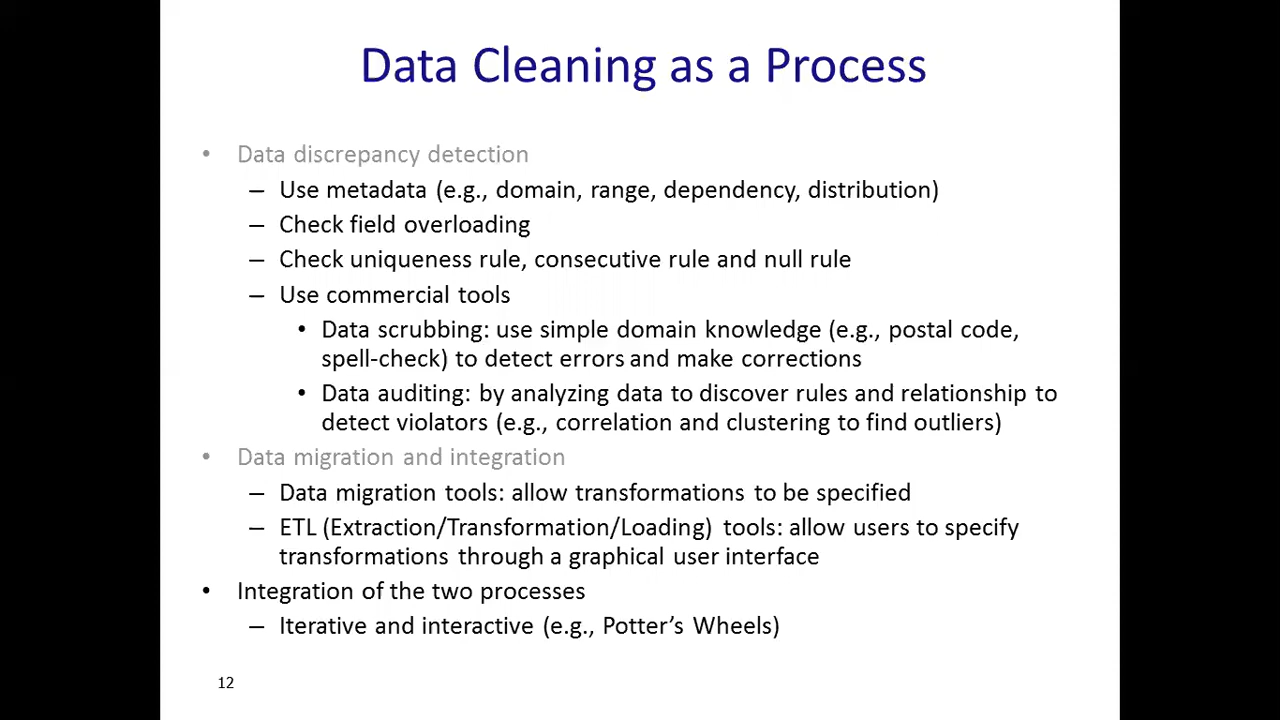 Data Cleaning as a Process
• Data discrepancy detection
– Use metadata (e.g., domain, range, dependency, distribution)
– Check field overloading
– Check uniqueness rule, consecutive rule and null rule
– Use commercial tools
• Data scrubbing: use simple domain knowledge (e.g., postal code,
spell-check) to detect errors and make corrections
• Data auditing: by analyzing data to discover rules and relationship to
detect violators (e.g., correlation and clustering to find outliers)
• Data migration and integration
– Data migration tools: allow transformations to be specified
– ETL (Extraction/Transformation/Loading) tools: allow users to specify
transformations through a graphical user interface
• Integration of the two processes
– Iterative and interactive (e.g., Potter’s Wheels)
12